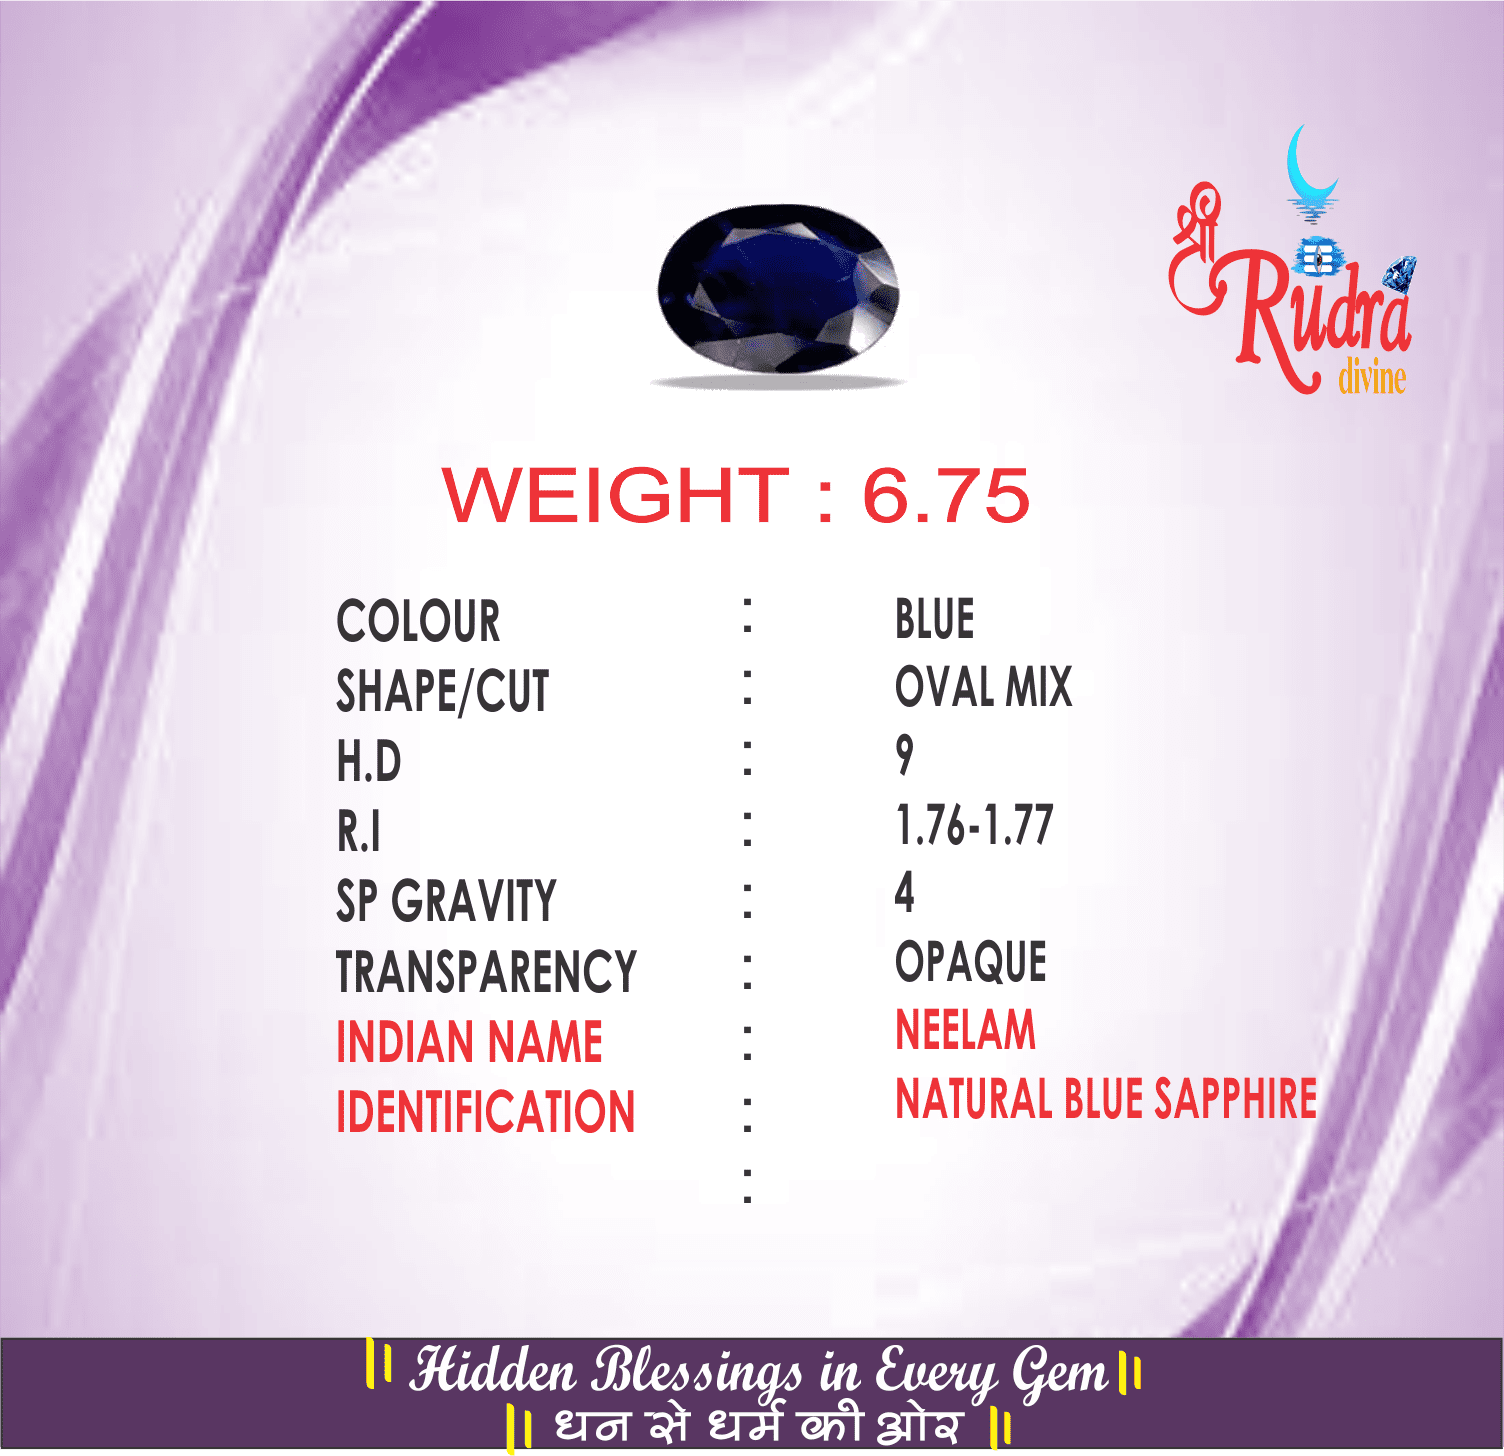 श्री
Rudra
divine
WEIGHT : 6.75
COLOUR : BLUE
SHAPE/CUT : OVAL MIX
H.D : 9
R.I : 1.76-1.77
SP GRAVITY : 4
TRANSPARENCY : OPAQUE
INDIAN NAME : NEELAM
IDENTIFICATION : NATURAL BLUE SAPPHIRE
:
|| Hidden Blessings in Every Gem ||
|| धन से धर्म की ओर ||